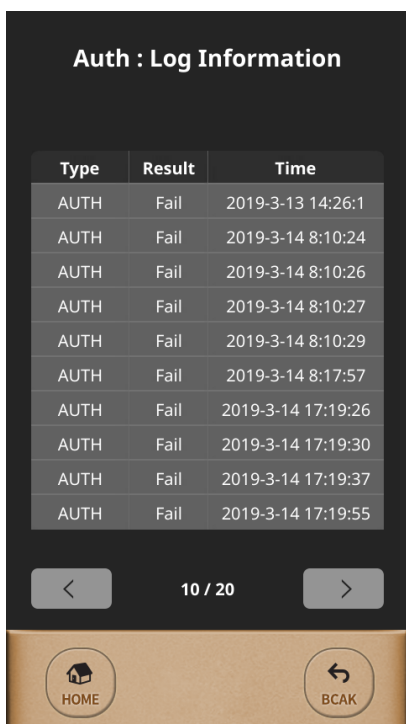 Auth : Log Information
Type Result Time
AUTH Fail 2019-3-13 14:26:1
AUTH Fail 2019-3-14 8:10:24
AUTH Fail 2019-3-14 8:10:26
AUTH Fail 2019-3-14 8:10:27
AUTH Fail 2019-3-14 8:10:29
AUTH Fail 2019-3-14 8:17:57
AUTH Fail 2019-3-14 17:19:26
AUTH Fail 2019-3-14 17:19:30
AUTH Fail 2019-3-14 17:19:37
AUTH Fail 2019-3-14 17:19:55
< 10 / 20 >
HOME BCAK